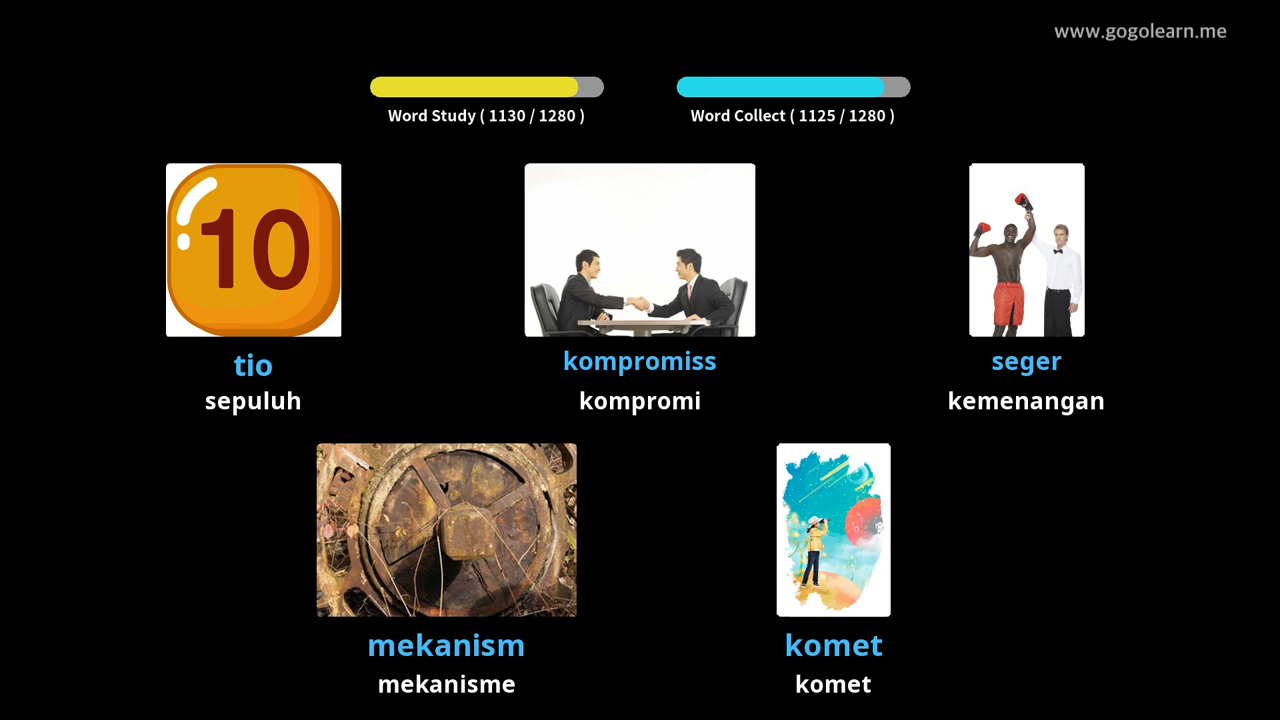 www.gogolearn.me
Word Study ( 1130 / 1280 )
Word Collect ( 1125 / 1280 )
10
tio
sepuluh
kompromiss
kompromi
seger
kemenangan
mekanism
mekanisme
komet
komet